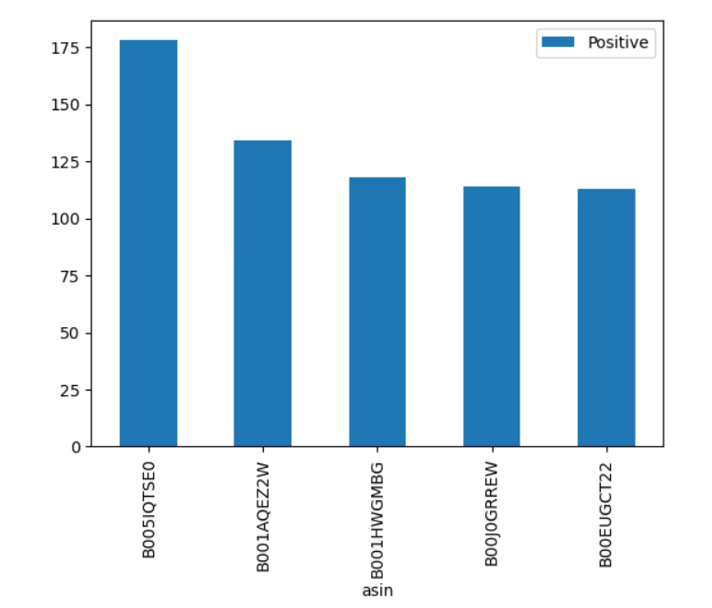 175
150
125
100
75
50
25
0
Positive
B005IQTSE0
B001AQEZ2W
B001HWGMBG
B00J0GRREW
B00EUGCT22
asin